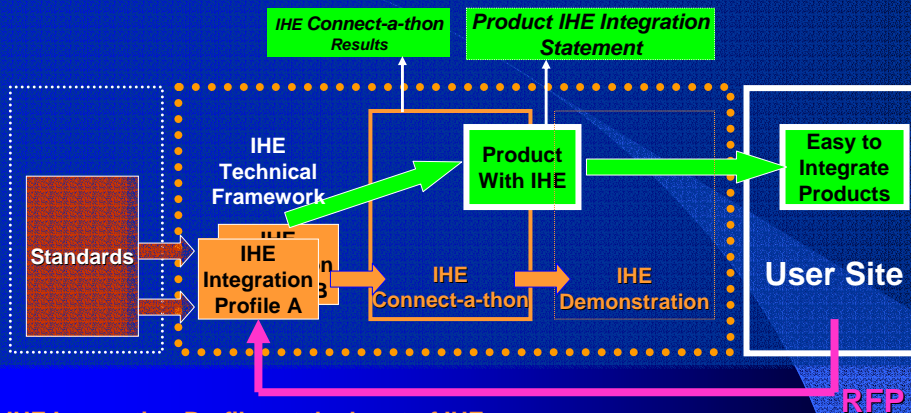 IHE Connect-a-thon
Results
Product IHE Integration
Statement
IHE
Technical
Framework
Product
With IHE
Easy to
Integrate
Products
Standards
IHE
B
IHE
Integration
Profile A
IHE
Connect-a-thon
IHE
Demonstration
User Site
RFP